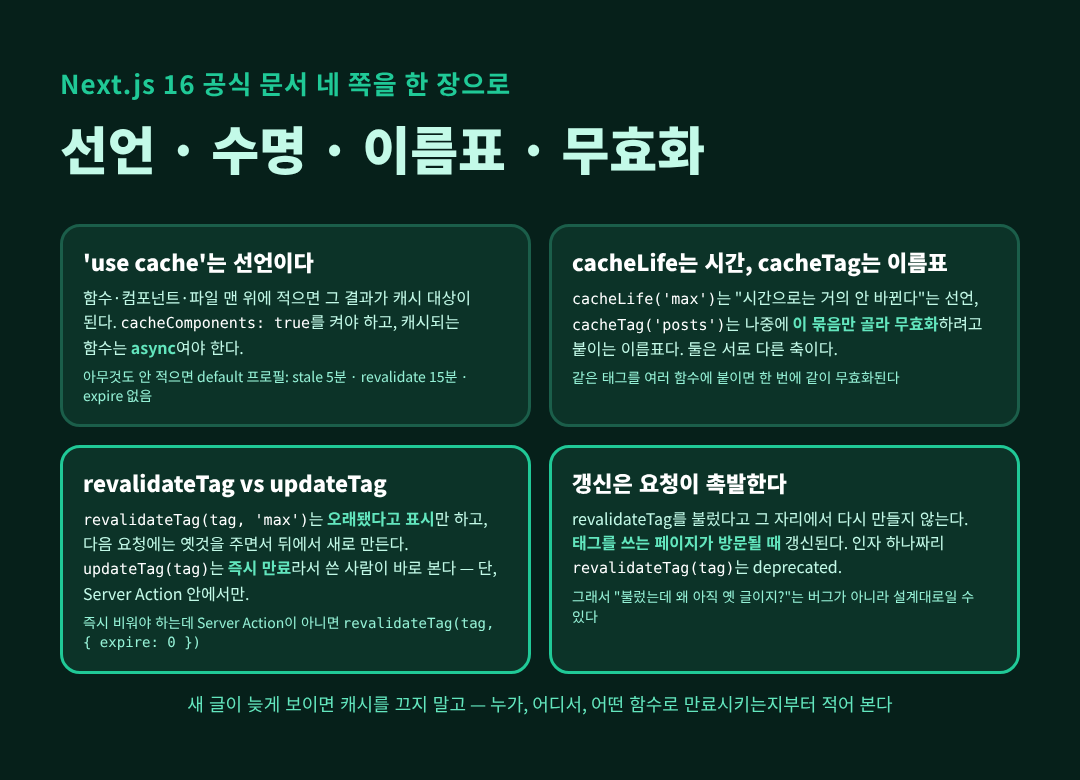 Next.js 16 공식 문서 네 쪽을 한 장으로
선언 · 수명 · 이름표 · 무효화
'use cache'는 선언이다
함수·컴포넌트·파일 맨 위에 적으면 그 결과가 캐시 대상이
된다. cacheComponents: true를 켜야 하고, 캐시되는
함수는 async여야 한다.
아무것도 안 적으면 default 프로필: stale 5분 · revalidate 15분 ·
expire 없음
cacheLife는 시간, cacheTag는 이름표
cacheLife('max')는 "시간으로는 거의 안 바뀐다"는 선언,
cacheTag('posts')는 나중에 이 묶음만 골라 무효화하려고
붙이는 이름표다. 둘은 서로 다른 축이다.
같은 태그를 여러 함수에 붙이면 한 번에 같이 무효화된다
revalidateTag vs updateTag
revalidateTag(tag, 'max')는 오래됐다고 표시만 하고,
다음 요청에는 옛것을 주면서 뒤에서 새로 만든다.
updateTag(tag)는 즉시 만료라서 쓴 사람이 바로 본다 — 단,
Server Action 안에서만.
즉시 비워야 하는데 Server Action이 아니면 revalidateTag(tag,
{ expire: 0 })
갱신은 요청이 촉발한다
revalidateTag를 불렀다고 그 자리에서 다시 만들지 않는다.
태그를 쓰는 페이지가 방문될 때 갱신된다. 인자 하나짜리
revalidateTag(tag)는 deprecated.
그래서 "불렀는데 왜 아직 옛 글이지?"는 버그가 아니라 설계대로일 수
있다
새 글이 늦게 보이면 캐시를 끄지 말고 — 누가, 어디서, 어떤 함수로 만료시키는지부터 적어 본다